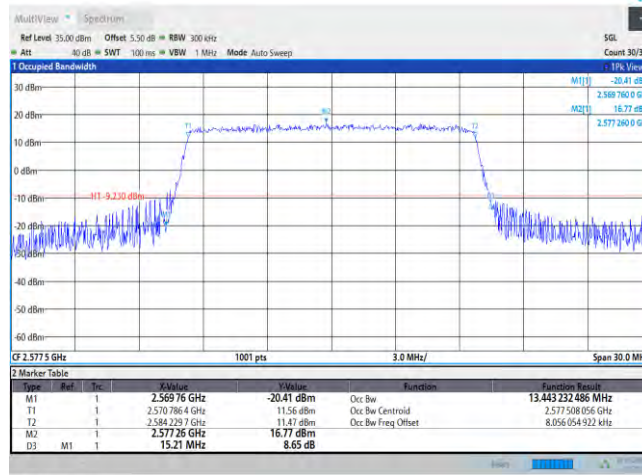 MultiView Spectrum
Ref Level 35.00 dBm Offset 5.50 dB RBW 300 kHz SGL
Att 40 dB SWT 100 ms VBW 1 MHz Mode Auto Sweep Count 30/3
1 Occupied Bandwidth 1Pk View
M1[1] -20.41 dB
2.569 760 0 G
M2[1] 16.77 dB
2.577 260 0 G
30 dBm
20 dBm
T1 M2 T2
10 dBm
0 dBm
-10 dBm HT -9.230 dBm
-20 dBm
-30 dBm
-40 dBm
-50 dBm
-60 dBm
CF 2.577 5 GHz 1001 pts 3.0 MHz/ Span 30.0 MH
2 Marker Table
Type Ref Trc X-Value Y-Value Function Function Result
M1 1 2.569 76 GHz -20.41 dBm Occ Bw 13.443 232 486 MHz
T1 1 2.570 786 4 GHz 11.56 dBm Occ Bw Centroid 2.577 508 056 GHz
T2 1 2.584 229 7 GHz 11.47 dBm Occ Bw Freq Offset 8.056 054 922 kHz
M2 1 2.577 26 GHz 16.77 dBm
D3 M1 1 15.21 MHz 8.65 dB